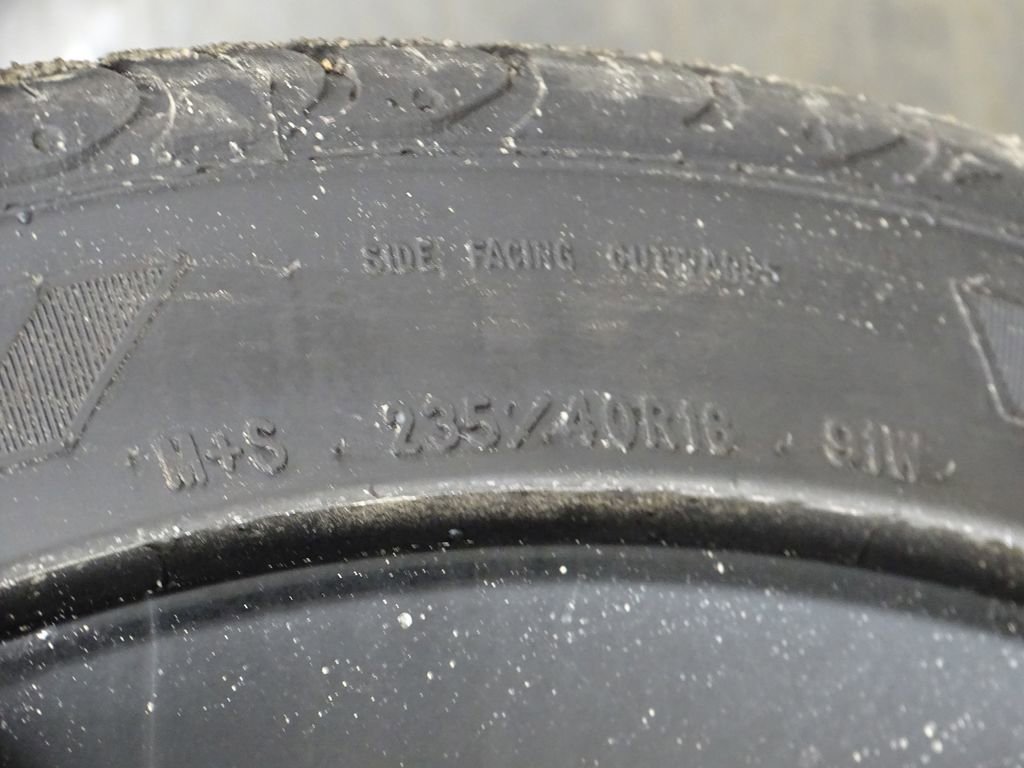 SIDE FACING OUTWARDS
M+S 235/40R18 91W